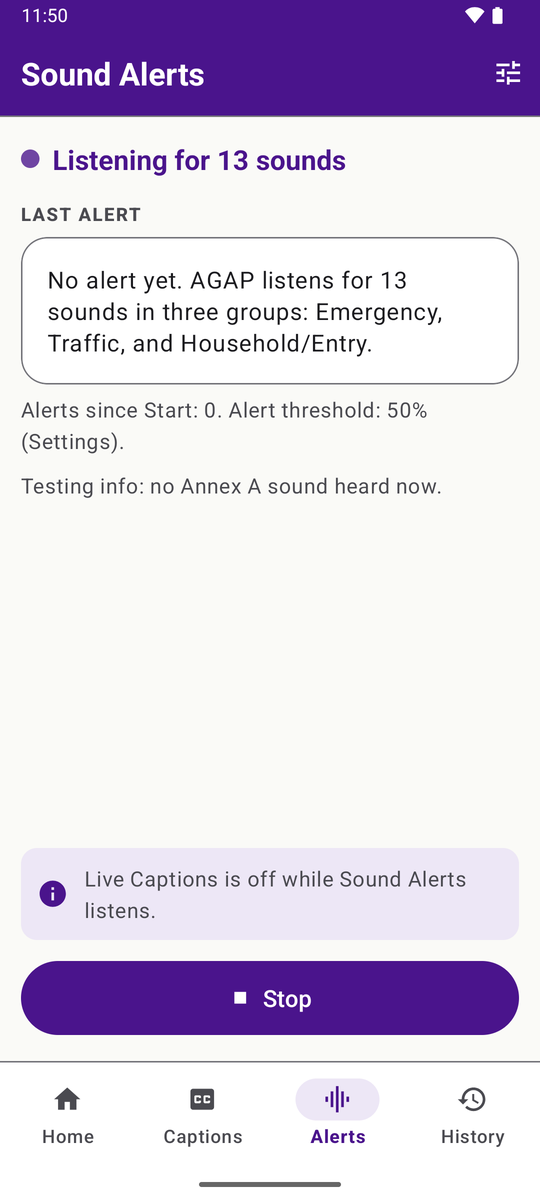 11:50
Sound Alerts
Listening for 13 sounds
LAST ALERT
No alert yet. AGAP listens for 13
sounds in three groups: Emergency,
Traffic, and Household/Entry.
Alerts since Start: 0. Alert threshold: 50%
(Settings).
Testing info: no Annex A sound heard now.
Live Captions is off while Sound Alerts
listens.
Stop
CC
Home
Captions
Alerts
History